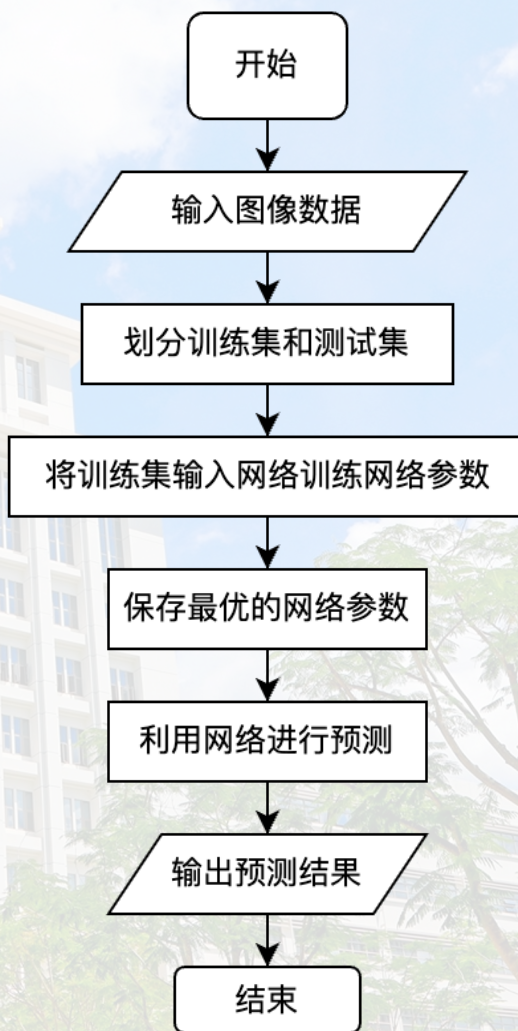 开始
输入图像数据
划分训练集和测试集
将训练集输入网络训练网络参数
保存最优的网络参数
利用网络进行预测
输出预测结果
结束